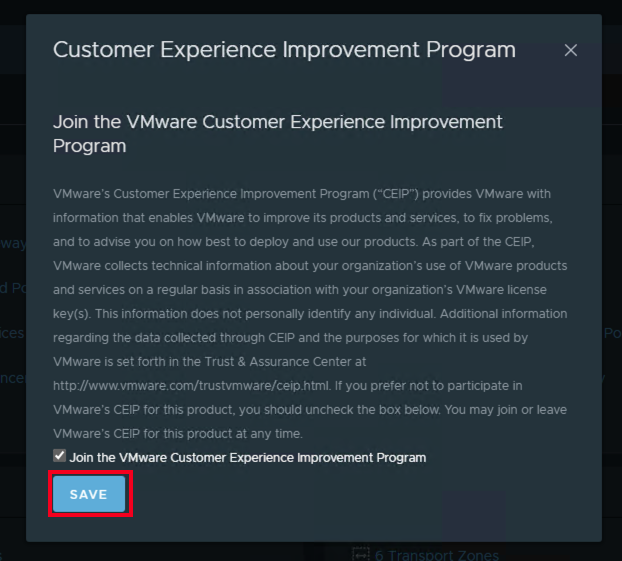 Customer Experience Improvement Program
Join the VMware Customer Experience Improvement
Program
VMware's Customer Experience Improvement Program (“CEIP”) provides VMware with
information that enables VMware to improve its products and services, to fix problems,
and to advise you on how best to deploy and use our products. As part of the CEIP,
VMware collects technical information about your organization's use of VMware products
and services on a regular basis in association with your organization's VMware license
key(s). This information does not personally identify any individual. Additional information
regarding the data collected through CEIP and the purposes for which it is used by
VMware is set forth in the Trust & Assurance Center at
http://www.vmware.com/trustvmware/ceip.html. If you prefer not to participate in
VMware's CEIP for this product, you should uncheck the box below. You may join or leave
VMware's CEIP for this product at any time.
Join the VMware Customer Experience Improvement Program
SAVE
6 Transport Zones